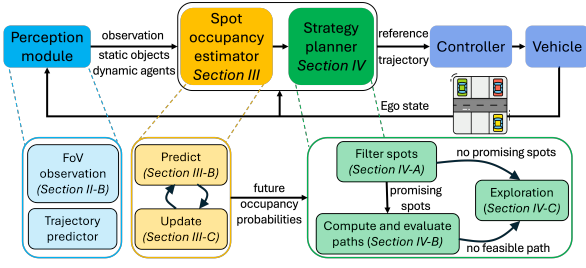 Perception
module
observation
static objects
dynamic agents
Spot
occupancy
estimator
Section III
Strategy
planner
Section IV
reference
trajectory
Controller
Vehicle
Ego state
FoV
observation
(Section II-B)
Trajectory
predictor
Predict
(Section III-B)
Update
(Section III-C)
future
occupancy
probabilities
Filter spots
(Section IV-A)
no promising spots
promising
spots
Exploration
(Section IV-C)
Compute and evaluate
paths (Section IV-B)
no feasible path